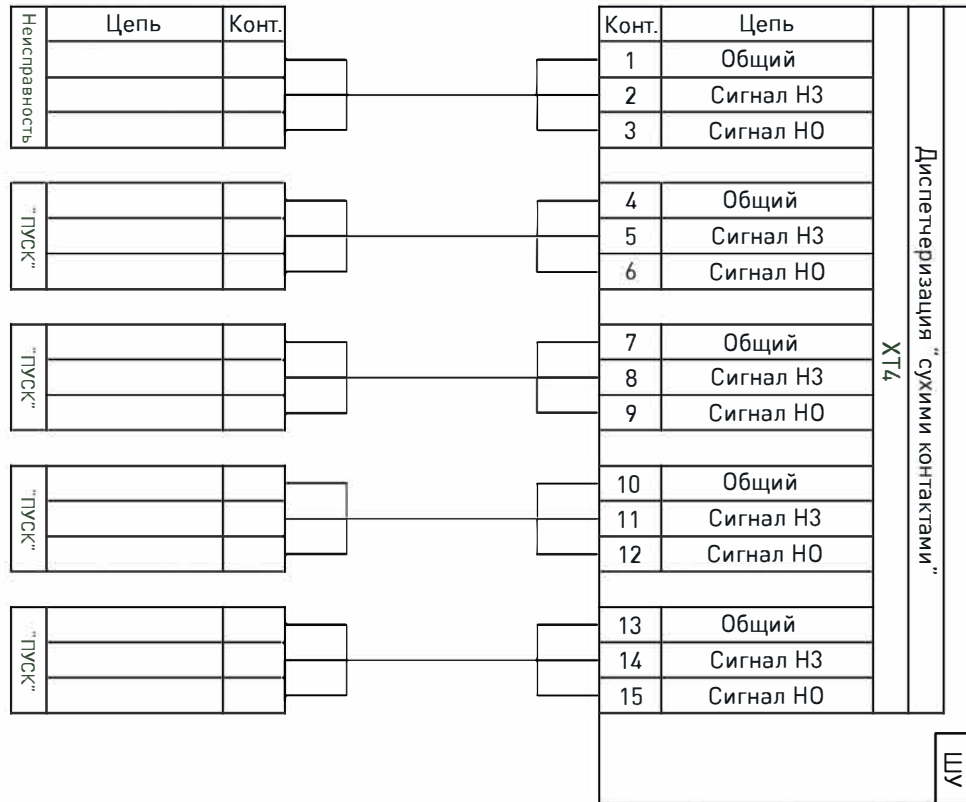 Неисправность
Цепь Конт.
"ПУСК"
"ПУСК"
"ПУСК"
"ПУСК"
Конт. Цепь
1 Общий
2 Сигнал НЗ
3 Сигнал НО
4 Общий
5 Сигнал НЗ
6 Сигнал НО
7 Общий
8 Сигнал НЗ
9 Сигнал НО
10 Общий
11 Сигнал НЗ
12 Сигнал НО
13 Общий
14 Сигнал НЗ
15 Сигнал НО
ХТ4
Диспетчеризация "сухими контактами"
ШУ